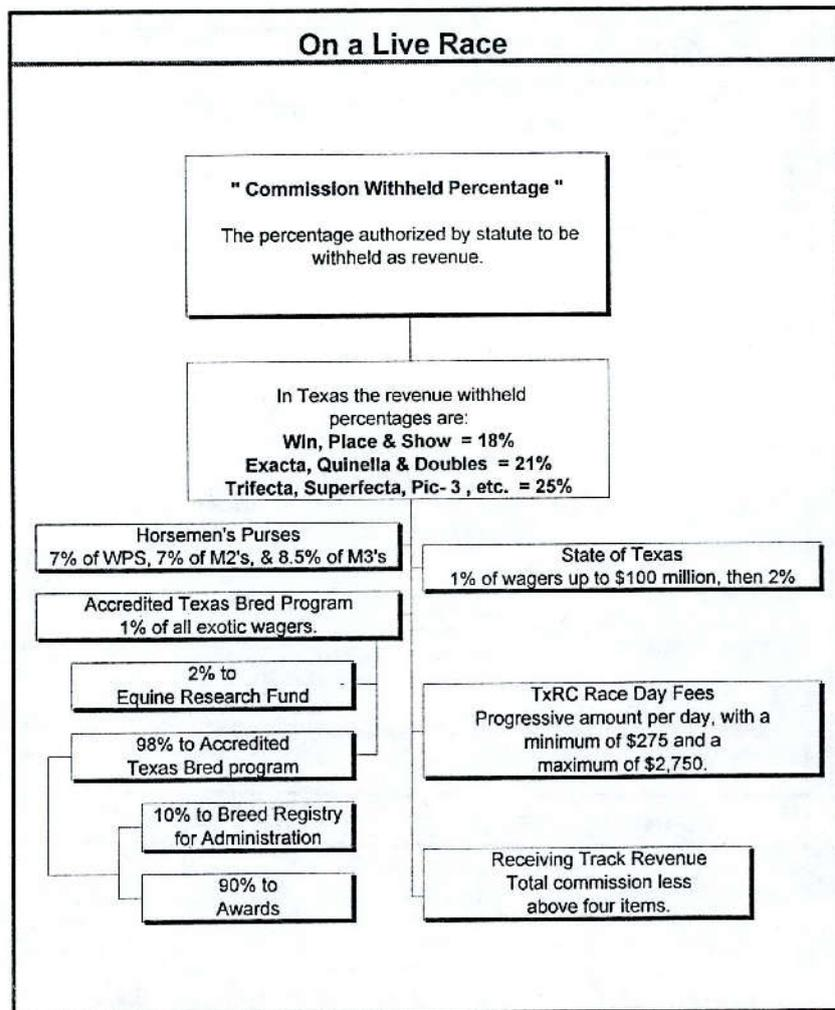 On a Live Race
" Commission Withheld Percentage "
The percentage authorized by statute to be
withheld as revenue.
In Texas the revenue withheld
percentages are:
Win, Place & Show = 18%
Exacta, Quinella & Doubles = 21%
Trifecta, Superfecta, Pic- 3 , etc. = 25%
Horsemen's Purses
7% of WPS, 7% of M2's, & 8.5% of M3's
State of Texas
1% of wagers up to $100 million, then 2%
Accredited Texas Bred Program
1% of all exotic wagers.
2% to
Equine Research Fund
98% to Accredited
Texas Bred program
10% to Breed Registry
for Administration
90% to
Awards
TxRC Race Day Fees
Progressive amount per day, with a
minimum of $275 and a
maximum of $2,750.
Receiving Track Revenue
Total commission less
above four items.